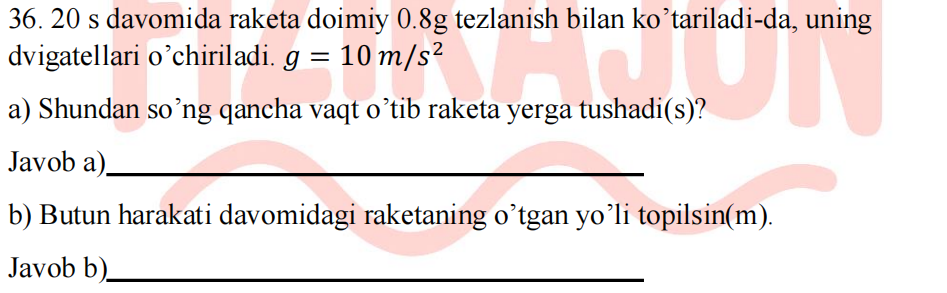 36. 20 s davomida raketa doimiy 0.8g tezlanish bilan ko’tariladi-da, uning
dvigatellari o’chiriladi. g = 10 m/s²
a) Shundan so’ng qancha vaqt o’tib raketa yerga tushadi(s)?
Javob a)
b) Butun harakati davomidagi raketaning o’tgan yo’li topilsin(m).
Javob b)
FIZIKAJON